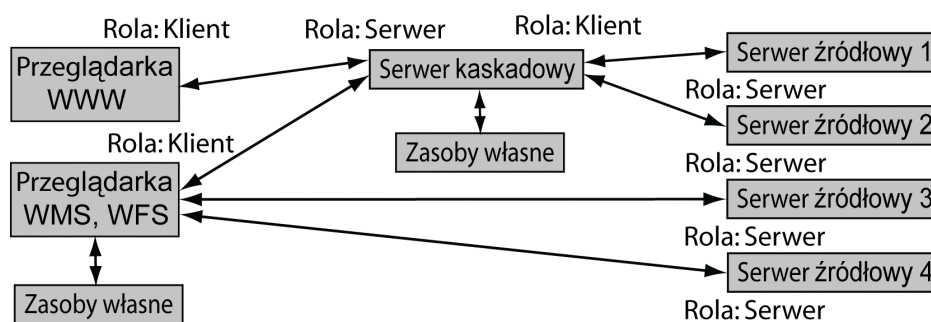 Rola: Klient
Rola: Serwer
Rola: Klient
Przeglądarka
WWW
Serwer kaskadowy
Serwer źródłowy 1
Rola: Serwer
Serwer źródłowy 2
Rola: Klient
Zasoby własne
Rola: Serwer
Przeglądarka
WMS, WFS
Serwer źródłowy 3
Rola: Serwer
Serwer źródłowy 4
Zasoby własne
Rola: Serwer